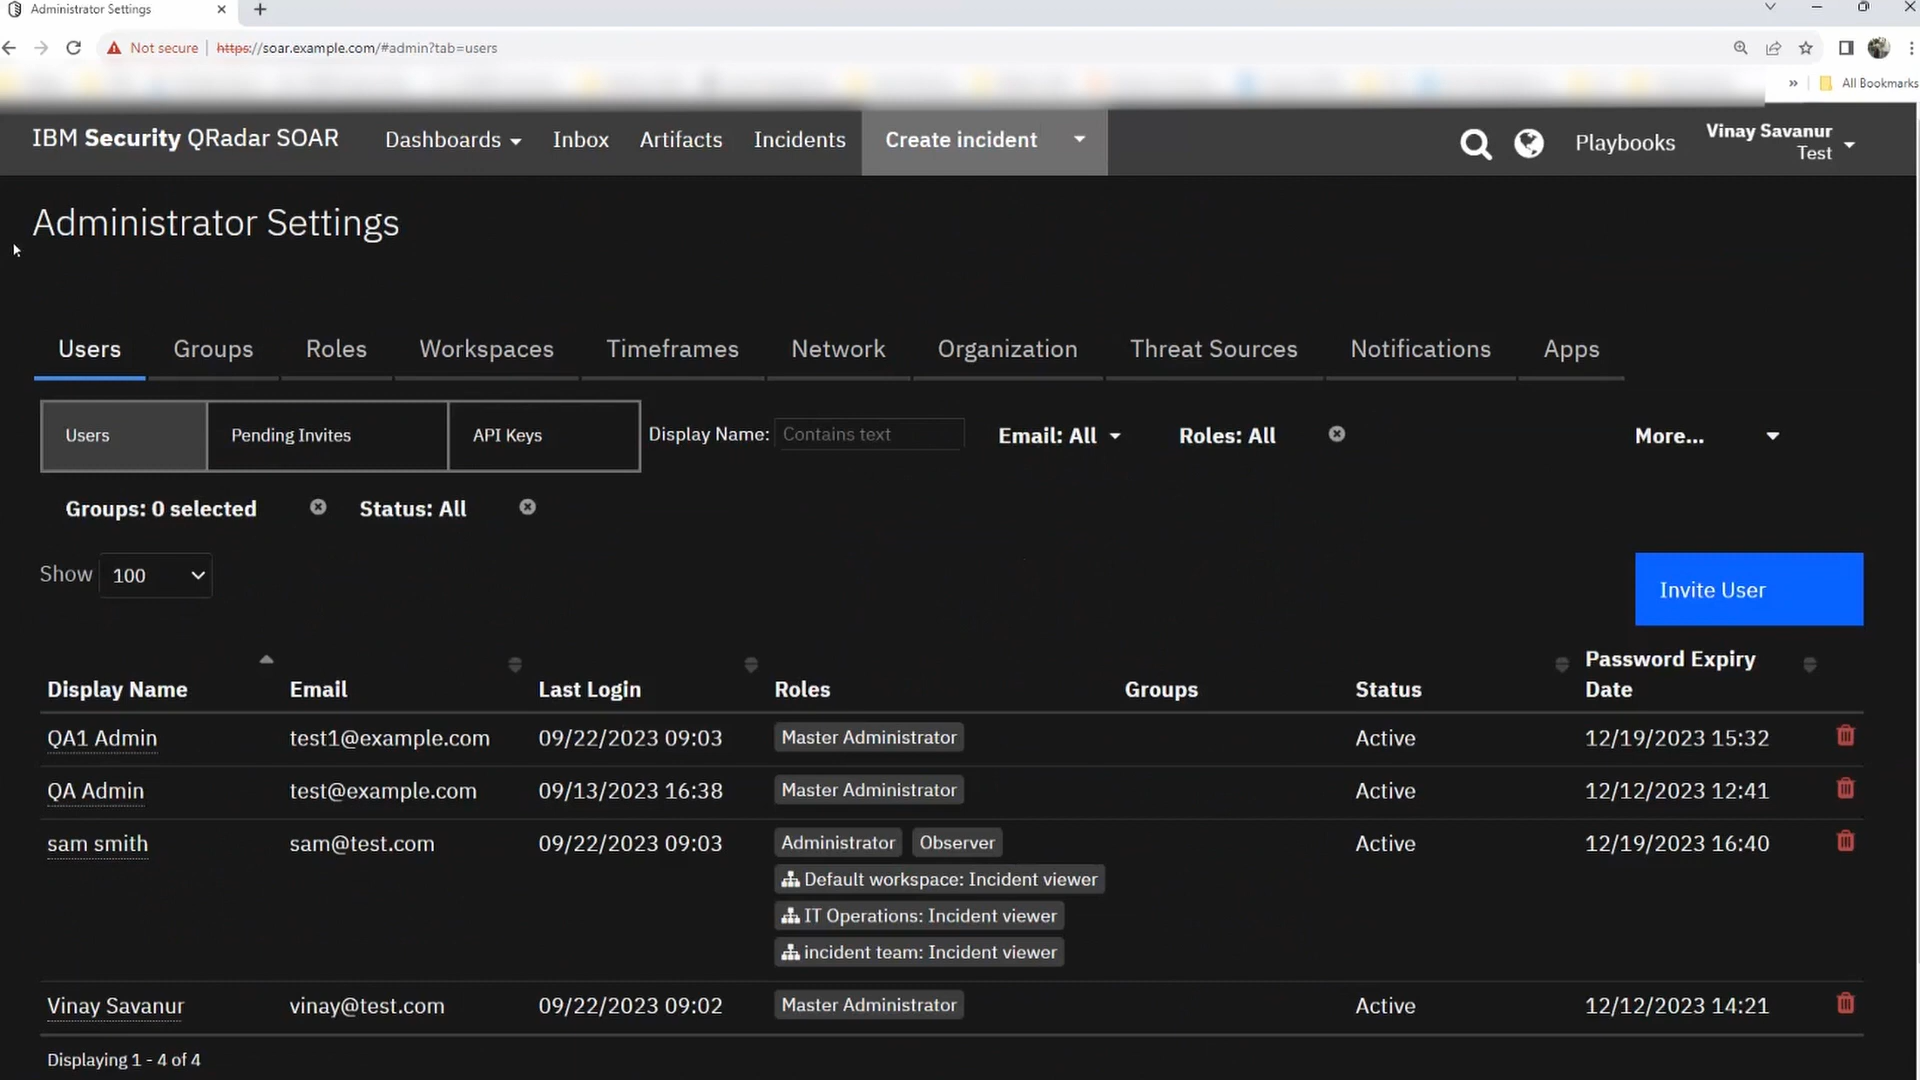 Administrator Settings
Not secure https://soar.example.com/#admin?tab=users
All Bookmarks
IBM Security QRadar SOAR Dashboards Inbox Artifacts Incidents Create incident Playbooks Vinay Savanur
Test
Administrator Settings
Users Groups Roles Workspaces Timeframes Network Organization Threat Sources Notifications Apps
Users Pending Invites API Keys Display Name: Contains text Email: All Roles: All More...
Groups: 0 selected Status: All
Show 100
Invite User
Display Name Email Last Login Roles Groups Status Password Expiry Date
QA1 Admin test1@example.com 09/22/2023 09:03 Master Administrator Active 12/19/2023 15:32
QA Admin test@example.com 09/13/2023 16:38 Master Administrator Active 12/12/2023 12:41
sam smith sam@test.com 09/22/2023 09:03 Administrator Observer Active 12/19/2023 16:40
Default workspace: Incident viewer
IT Operations: Incident viewer
incident team: Incident viewer
Vinay Savanur vinay@test.com 09/22/2023 09:02 Master Administrator Active 12/12/2023 14:21
Displaying 1 - 4 of 4